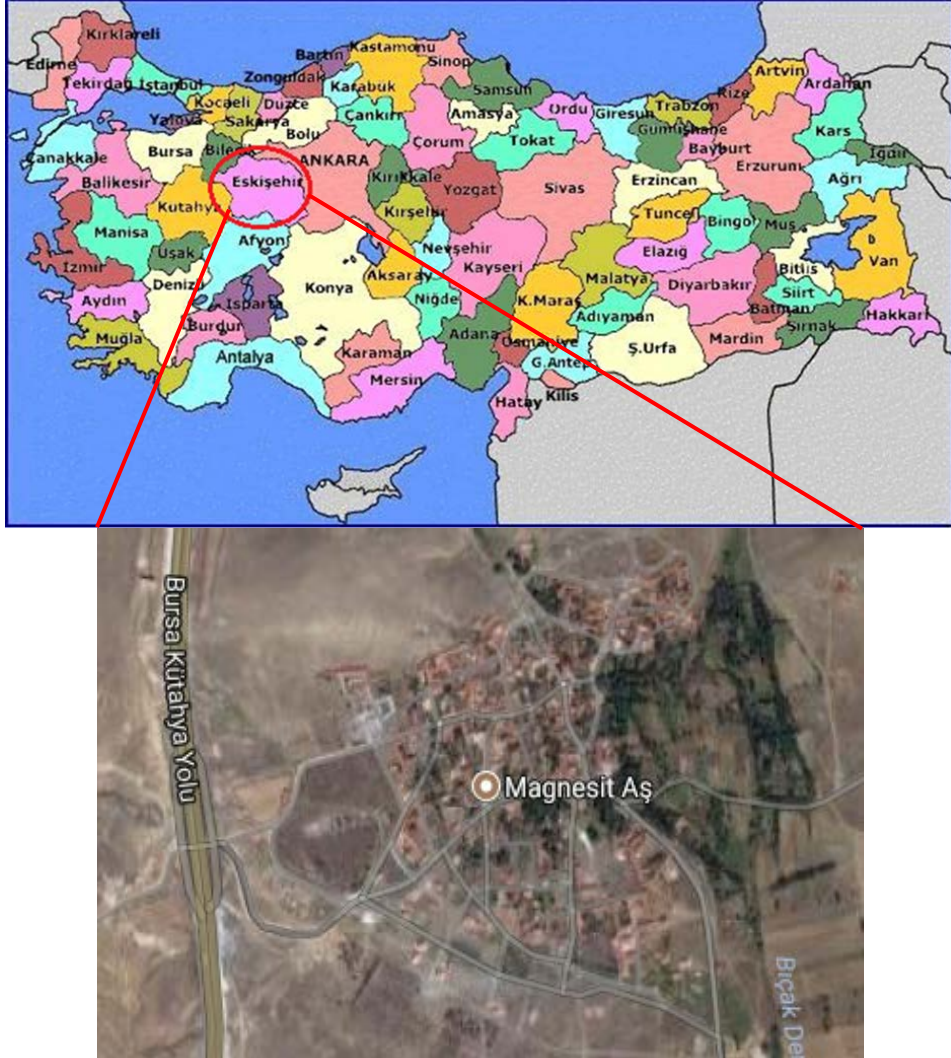 Kırklareli
Edirne
Tekirdağ
İstanbul
Kocaeli
Yalova
Sakarya
Düzce
Zonguldak
Bartın
Karabük
Kastamonu
Sinop
Samsun
Ordu
Giresun
Trabzon
Rize
Artvin
Ardahan
Kars
Iğdır
Ağrı
Erzurum
Bayburt
Gümüşhane
Tokat
Amasya
Çorum
Çankırı
Bolu
ANKARA
Bilecik
Bursa
Çanakkale
Balıkesir
Kütahya
Eskişehir
Kırıkkale
Yozgat
Sivas
Erzincan
Tunceli
Bingöl
Muş
Van
Bitlis
Elazığ
Malatya
Kayseri
Nevşehir
Kırşehir
Afyon
Uşak
Manisa
İzmir
Aydın
Denizli
Isparta
Konya
Aksaray
Niğde
K.Maraş
Adıyaman
Diyarbakır
Batman
Siirt
Şırnak
Hakkari
Mardin
Ş.Urfa
G.Antep
Osmaniye
Adana
Karaman
Mersin
Antalya
Burdur
Muğla
Hatay
Kilis
Bursa Kütahya Yolu
Magnesit Aş
Bıçak De